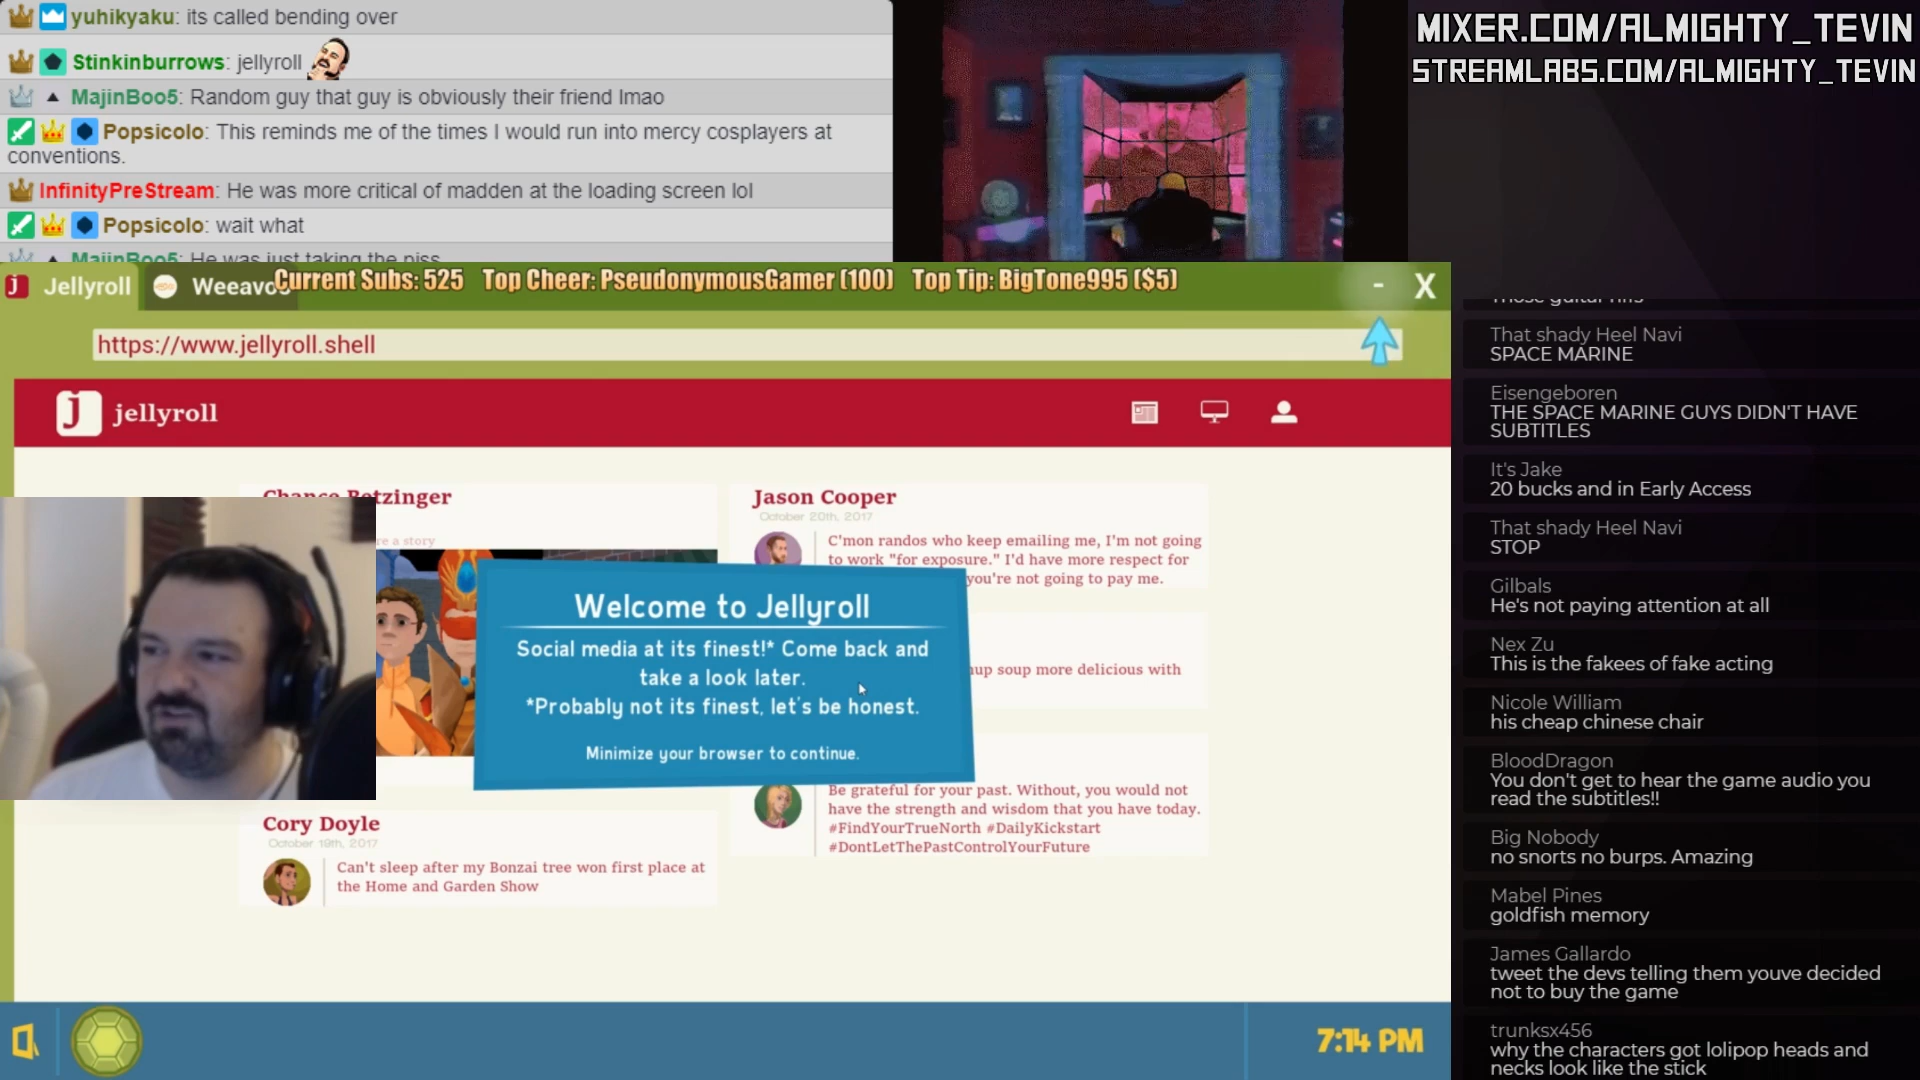 yuhikyaku: its called bending over
Stinkinburrows: jellyroll
MajinBoo5: Random guy that guy is obviously their friend lmao
Popsicolo: This reminds me of the times I would run into mercy cosplayers at
conventions.
InfinityPreStream: He was more critical of madden at the loading screen lol
Popsicolo: wait what
MajinBoo5: He was just taking the piss
MIXER.COM/ALMIGHTY_TEVIN
STREAMLABS.COM/ALMIGHTY_TEVIN
Jellyroll
Current Subs: 525 Top Cheer: PseudonymousGamer (100) Top Tip: BigTone995 ($5)
- X
https://www.jellyroll.shell
J jellyroll
Chance Betzinger
re a story
Jason Cooper
October 20th, 2017
C'mon randos who keep emailing me, I'm not going
to work "for exposure." I'd have more respect for
you're not going to pay me.
soup more delicious with
Welcome to Jellyroll
Social media at its finest!* Come back and
take a look later.
*Probably not its finest, let's be honest.
Minimize your browser to continue.
Be grateful for your past. Without, you would not
have the strength and wisdom that you have today.
#FindYourTrueNorth #DailyKickstart
#DontLetThePastControlYourFuture
Cory Doyle
October 19th, 2017
Can't sleep after my Bonzai tree won first place at
the Home and Garden Show
7:14 PM
Those guitar riffs
That shady Heel Navi
SPACE MARINE
Eisengeboren
THE SPACE MARINE GUYS DIDN'T HAVE
SUBTITLES
It's Jake
20 bucks and in Early Access
That shady Heel Navi
STOP
Gilbals
He's not paying attention at all
Nex Zu
This is the fakees of fake acting
Nicole William
his cheap chinese chair
BloodDragon
You don't get to hear the game audio you
read the subtitles!!
Big Nobody
no snorts no burps. Amazing
Mabel Pines
goldfish memory
James Gallardo
tweet the devs telling them youve decided
not to buy the game
trunksx456
why the characters got lolipop heads and
necks look like the stick